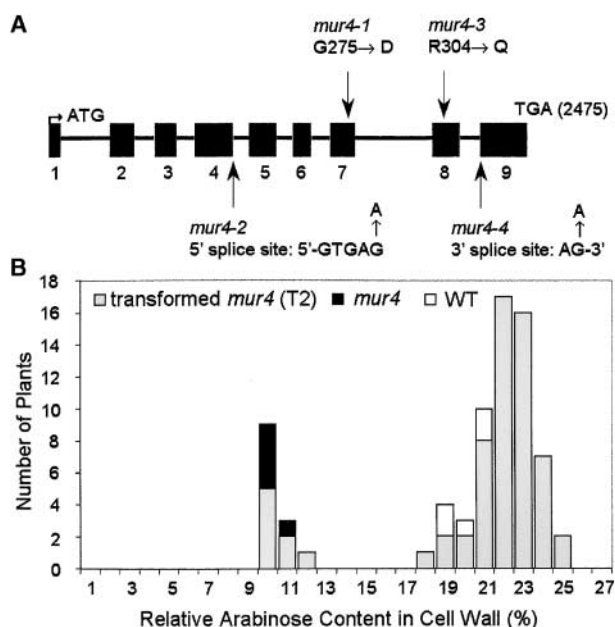 A
mur4-1
mur4-3
G275→ D
R304→ Q
ATG
TGA (2475)
1 2 3 4 5 6 7 8 9
A
A
mur4-2
mur4-4
5' splice site: 5'-GTGAG
3' splice site: AG-3'
B
18
16
14
12
10
8
6
4
2
0
transformed mur4 (T2)
mur4
WT
Number of Plants
1 3 5 7 9 11 13 15 17 19 21 23 25 27
Relative Arabinose Content in Cell Wall (%)